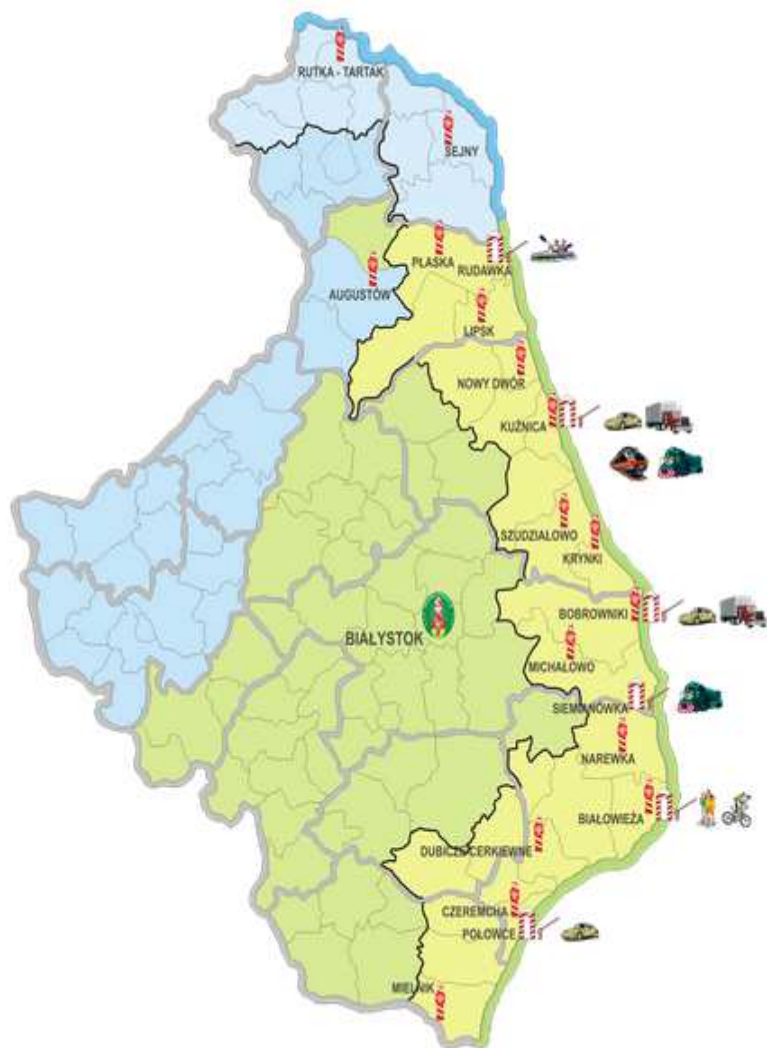 RUTKA - TARTAK
SEJNY
PŁASKA
RUDAWKA
AUGUSTÓW
LIPSK
NOWY DWÓR
KUŹNICA
SZUDZIAŁOWO
KRYNKI
BOBROWNIKI
BIAŁYSTOK
MICHAŁOWO
SIEMIANÓWKA
NAREWKA
BIAŁOWIEŻA
DUBICZE CERKIEWNE
CZEREMCHA
POŁOWCE
MIELNIK